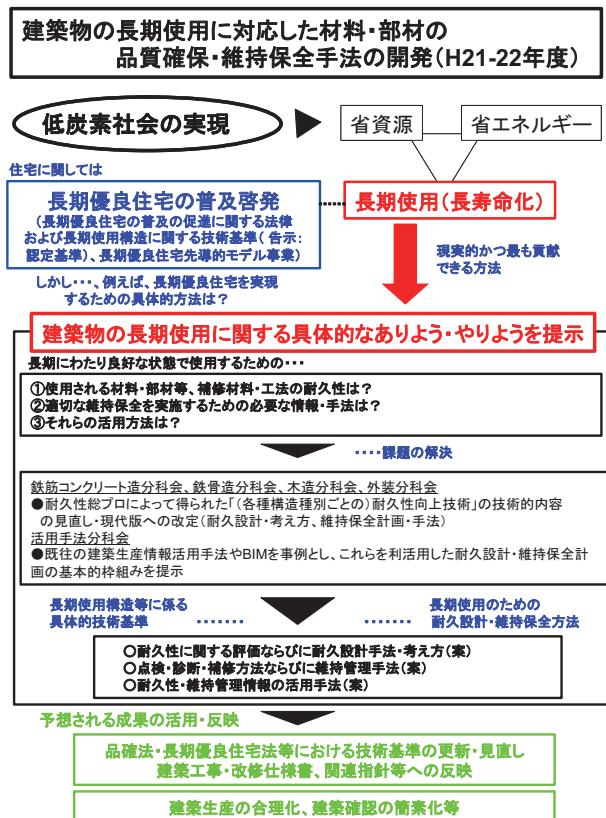 建築物の長期使用に対応した材料・部材の
品質確保・維持保全手法の開発(H21-22年度)
低炭素社会の実現
省資源
省エネルギー
住宅に関しては
長期優良住宅の普及啓発
(長期優良住宅の普及の促進に関する法律
および長期使用構造に関する技術基準(告示:
認定基準)、長期優良住宅先導的モデル事業)
長期使用(長寿命化)
現実的かつ最も貢献
できる方法
しかし・・・、例えば、長期優良住宅を実現
するための具体的方法は?
建築物の長期使用に関する具体的なありよう・やりようを提示
長期にわたり良好な状態で使用するための・・・
①使用される材料・部材等、補修材料・工法の耐久性は?
②適切な維持保全を実施するための必要な情報・手法は?
③それらの活用方法は?
・・・・課題の解決
鉄筋コンクリート造分科会、鉄骨造分科会、木造分科会、外装分科会
●耐久性総プロによって得られた「(各種構造種別ごとの)耐久性向上技術」の技術的内容
の見直し・現代版への改定(耐久設計・考え方、維持保全計画・手法)
活用手法分科会
●既往の建築生産情報活用手法やBIMを事例とし、これらを利活用した耐久設計・維持保全計
画の基本的枠組みを提示
長期使用構造等に係る
具体的技術基準 ・・・・・・・
・・・・・・・ 長期使用のための
耐久設計・維持保全方法
○耐久性に関する評価ならびに耐久設計手法・考え方(案)
○点検・診断・補修方法ならびに維持管理手法(案)
○耐久性・維持管理情報の活用手法(案)
予想される成果の活用・反映
品確法・長期優良住宅法等における技術基準の更新・見直し
建築工事・改修仕様書、関連指針等への反映
建築生産の合理化、建築確認の簡素化等